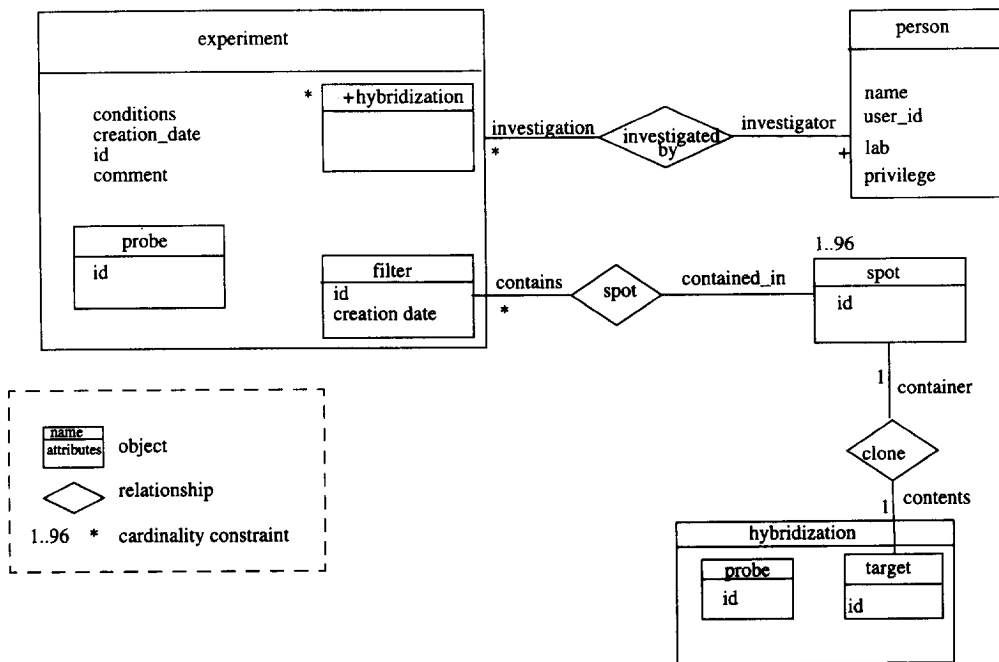 experiment
conditions
creation_date
id
comment
*
+hybridization
probe
id
filter
id
creation date
investigation
*
investigated
by
investigator
+
person
name
user_id
lab
privilege
contains
*
spot
contained_in
1..96
spot
id
1
container
clone
1
contents
hybridization
probe
id
target
id
name
attributes
object
relationship
1..96 * cardinality constraint